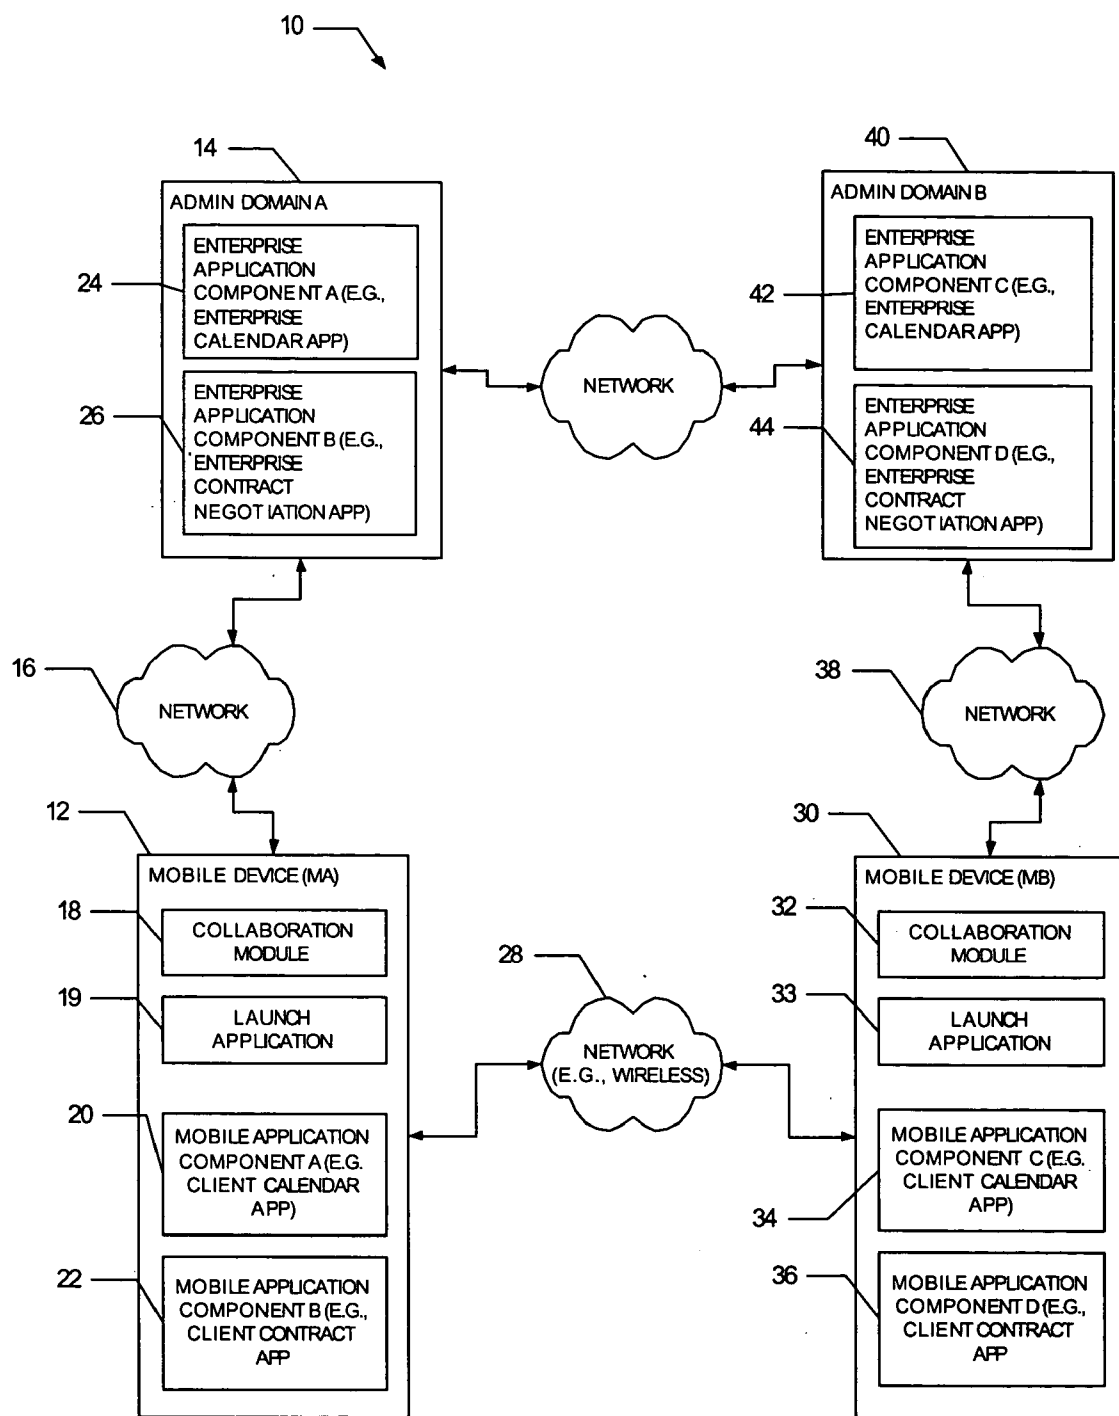 10
14
ADMIN DOMAIN A
24
ENTERPRISE
APPLICATION
COMPONENT A (E.G.,
ENTERPRISE
CALENDAR APP)
26
ENTERPRISE
APPLICATION
COMPONENT B (E.G.,
ENTERPRISE
CONTRACT
NEGOTIATION APP)
NETWORK
40
ADMIN DOMAIN B
42
ENTERPRISE
APPLICATION
COMPONENT C (E.G.,
ENTERPRISE
CALENDAR APP)
44
ENTERPRISE
APPLICATION
COMPONENT D (E.G.,
ENTERPRISE
CONTRACT
NEGOTIATION APP)
16
NETWORK
38
NETWORK
12
MOBILE DEVICE (MA)
18
COLLABORATION
MODULE
19
LAUNCH
APPLICATION
20
MOBILE APPLICATION
COMPONENT A (E.G.
CLIENT CALENDAR
APP)
22
MOBILE APPLICATION
COMPONENT B (E.G.,
CLIENT CONTRACT
APP
28
NETWORK
(E.G., WIRELESS)
30
MOBILE DEVICE (MB)
32
COLLABORATION
MODULE
33
LAUNCH
APPLICATION
34
MOBILE APPLICATION
COMPONENT C (E.G.
CLIENT CALENDAR
APP)
36
MOBILE APPLICATION
COMPONENT D (E.G.,
CLIENT CONTRACT
APP